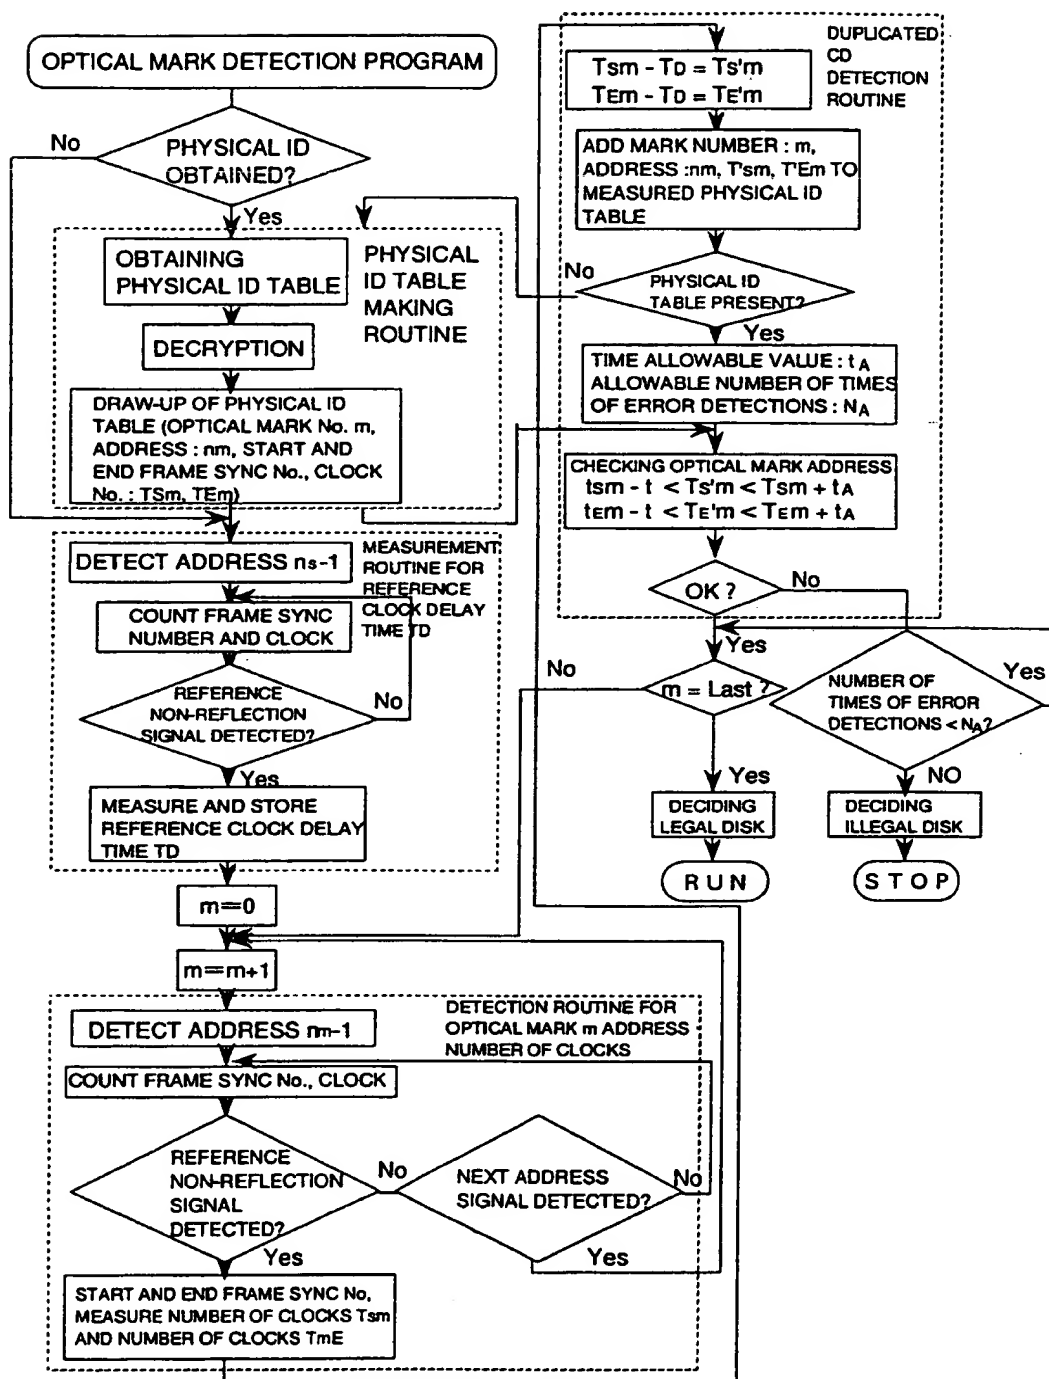 OPTICAL MARK DETECTION PROGRAM
No
PHYSICAL ID
OBTAINED?
Yes
OBTAINING
PHYSICAL ID TABLE
PHYSICAL
ID TABLE
MAKING
ROUTINE
DECRYPTION
DRAW-UP OF PHYSICAL ID
TABLE (OPTICAL MARK No. m,
ADDRESS : nm, START AND
END FRAME SYNC No., CLOCK
No. : TSm, TEm)
DETECT ADDRESS ns-1
MEASUREMENT
ROUTINE FOR
REFERENCE
CLOCK DELAY
TIME TD
COUNT FRAME SYNC
NUMBER AND CLOCK
REFERENCE
NON-REFLECTION
SIGNAL DETECTED?
No
Yes
MEASURE AND STORE
REFERENCE CLOCK DELAY
TIME TD
m=0
m=m+1
DETECT ADDRESS nm-1
DETECTION ROUTINE FOR
OPTICAL MARK m ADDRESS
NUMBER OF CLOCKS
COUNT FRAME SYNC No., CLOCK
REFERENCE
NON-REFLECTION
SIGNAL
DETECTED?
No
NEXT ADDRESS
SIGNAL DETECTED?
No
Yes
Yes
START AND END FRAME SYNC No,
MEASURE NUMBER OF CLOCKS Tsm
AND NUMBER OF CLOCKS TmE
DUPLICATED
CD
DETECTION
ROUTINE
Tsm - TD = Ts'm
TEm - TD = TE'm
ADD MARK NUMBER : m,
ADDRESS :nm, T'sm, T'Em TO
MEASURED PHYSICAL ID
TABLE
No
PHYSICAL ID
TABLE PRESENT?
Yes
TIME ALLOWABLE VALUE : tA
ALLOWABLE NUMBER OF TIMES
OF ERROR DETECTIONS : NA
CHECKING OPTICAL MARK ADDRESS
tsm - t < Ts'm < Tsm + tA
tEm - t < TE'm < TEm + tA
OK ?
No
Yes
No
m = Last ?
NUMBER OF
TIMES OF ERROR
DETECTIONS < NA?
Yes
Yes
NO
DECIDING
LEGAL DISK
DECIDING
ILLEGAL DISK
RUN
STOP